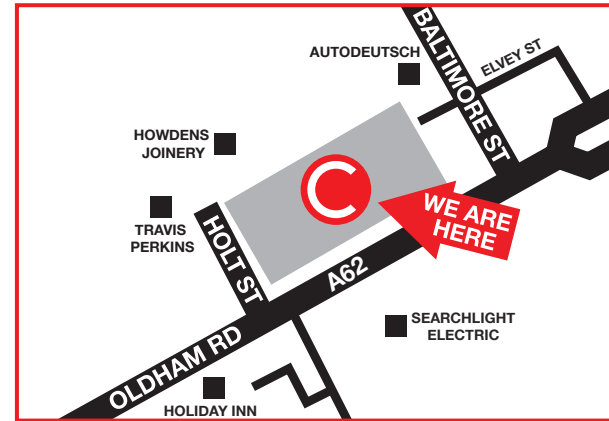 AUTODEUTSCH
BALTIMORE ST
ELVEY ST
HOWDENS
JOINERY
C
WE ARE
HERE
TRAVIS
PERKINS
HOLT ST
A62
OLDHAM RD
SEARCHLIGHT
ELECTRIC
HOLIDAY INN